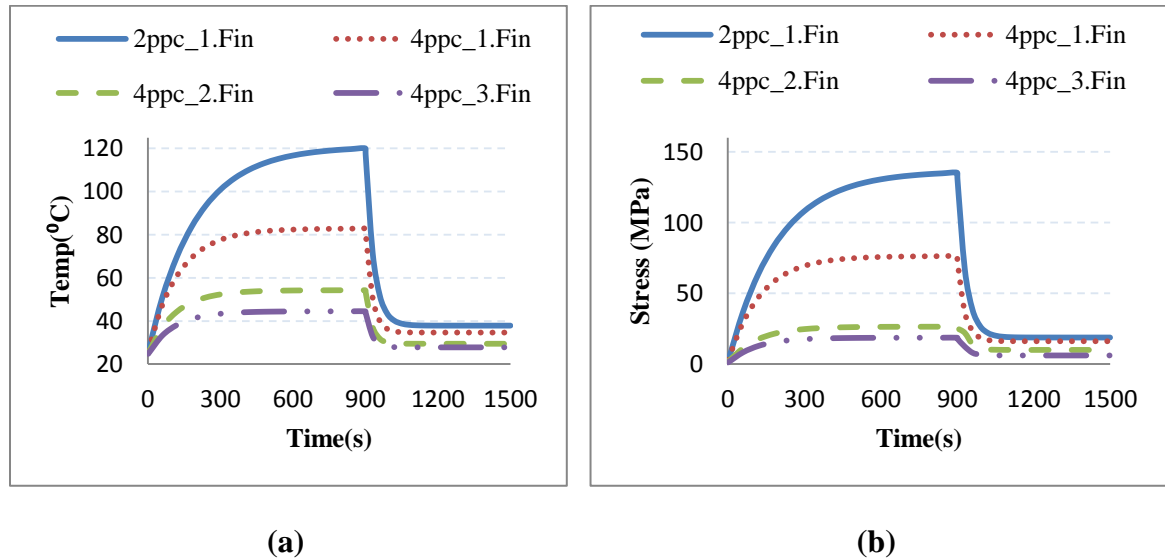 2ppc_1.Fin 4ppc_1.Fin
4ppc_2.Fin 4ppc_3.Fin
120
100
80
60
40
20
Temp(⁰C)
0 300 600 900 1200 1500
Time(s)
(a)
2ppc_1.Fin 4ppc_1.Fin
4ppc_2.Fin 4ppc_3.Fin
150
100
50
0
Stress (MPa)
0 300 600 900 1200 1500
Time(s)
(b)